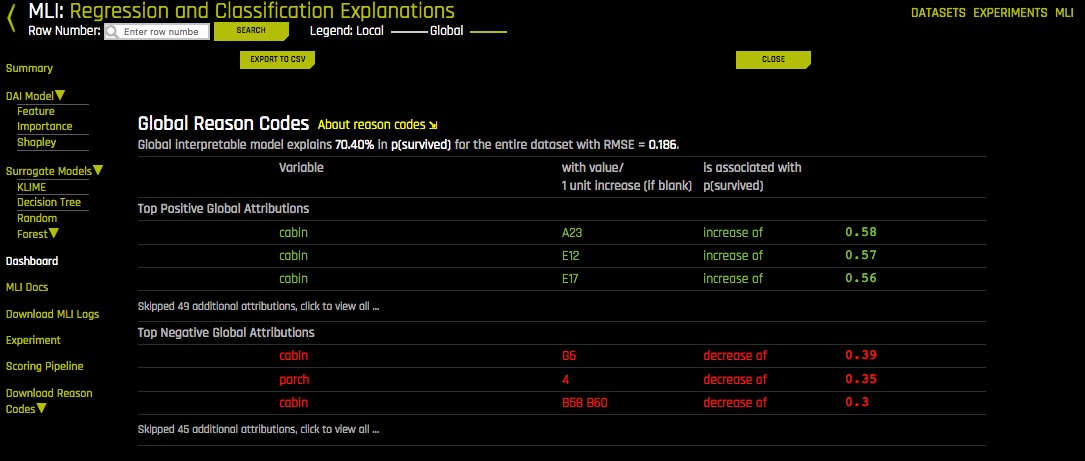 MLI: Regression and Classification Explanations
DATASETS EXPERIMENTS MLI
Row Number: Enter row numbe SEARCH Legend: Local Global
EXPORT TO CSV CLOSE
Summary
DAI Model
Feature
Importance
Shapley
Surrogate Models
KLIME
Decision Tree
Random
Forest
Dashboard
MLI Docs
Download MLI Logs
Experiment
Scoring Pipeline
Download Reason
Codes
Global Reason Codes About reason codes
Global interpretable model explains 70.40% in p(survived) for the entire dataset with RMSE = 0.186.
Variable with value/ is associated with
1 unit increase (if blank) p(survived)
Top Positive Global Attributions
cabin A23 increase of 0.58
cabin E12 increase of 0.57
cabin E17 increase of 0.56
Skipped 49 additional attributions, click to view all ...
Top Negative Global Attributions
cabin G6 decrease of 0.39
parch 4 decrease of 0.35
cabin B58 B60 decrease of 0.3
Skipped 45 additional attributions, click to view all ...